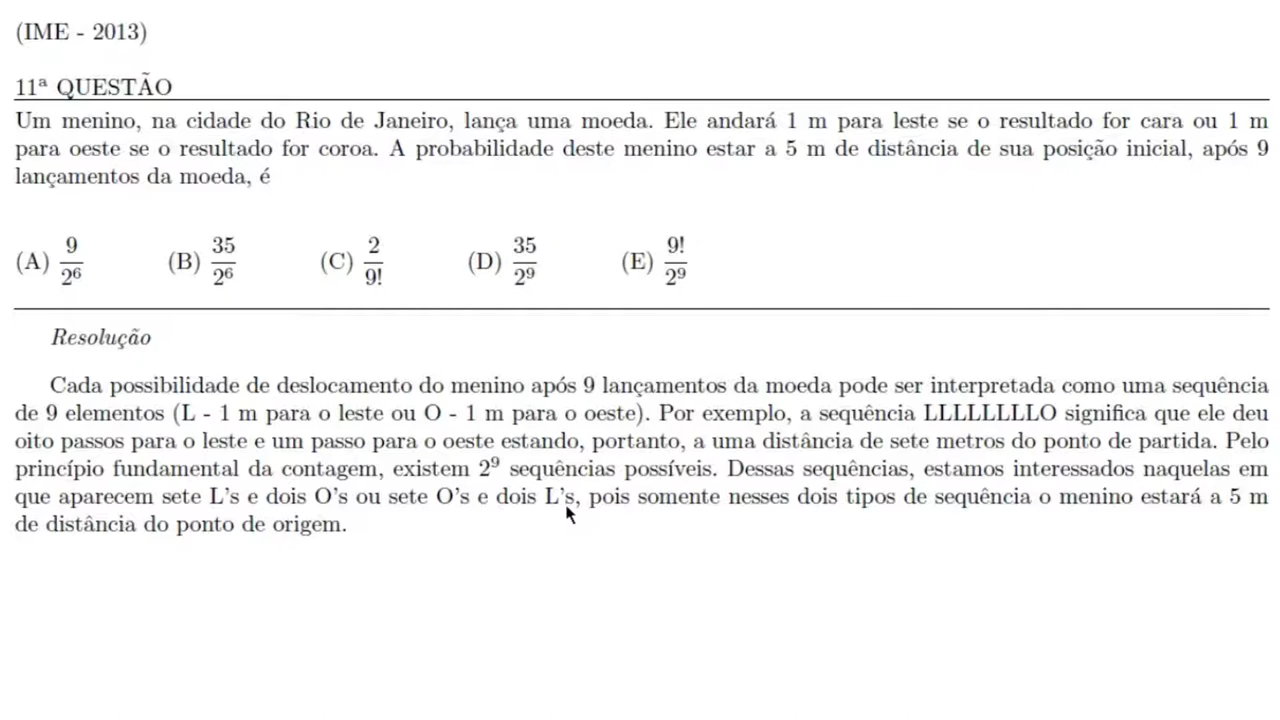 (IME - 2013)
11ª QUESTÃO
Um menino, na cidade do Rio de Janeiro, lança uma moeda. Ele andará 1 m para leste se o resultado for cara ou 1 m
para oeste se o resultado for coroa. A probabilidade deste menino estar a 5 m de distância de sua posição inicial, após 9
lançamentos da moeda, é
(A) 9/2⁶ (B) 35/2⁶ (C) 2/9! (D) 35/2⁹ (E) 9!/2⁹
Resolução
Cada possibilidade de deslocamento do menino após 9 lançamentos da moeda pode ser interpretada como uma sequência
de 9 elementos (L - 1 m para o leste ou O - 1 m para o oeste). Por exemplo, a sequência LLLLLLLLO significa que ele deu
oito passos para o leste e um passo para o oeste estando, portanto, a uma distância de sete metros do ponto de partida. Pelo
princípio fundamental da contagem, existem 2⁹ sequências possíveis. Dessas sequências, estamos interessados naquelas em
que aparecem sete L's e dois O's ou sete O's e dois L's, pois somente nesses dois tipos de sequência o menino estará a 5 m
de distância do ponto de origem.